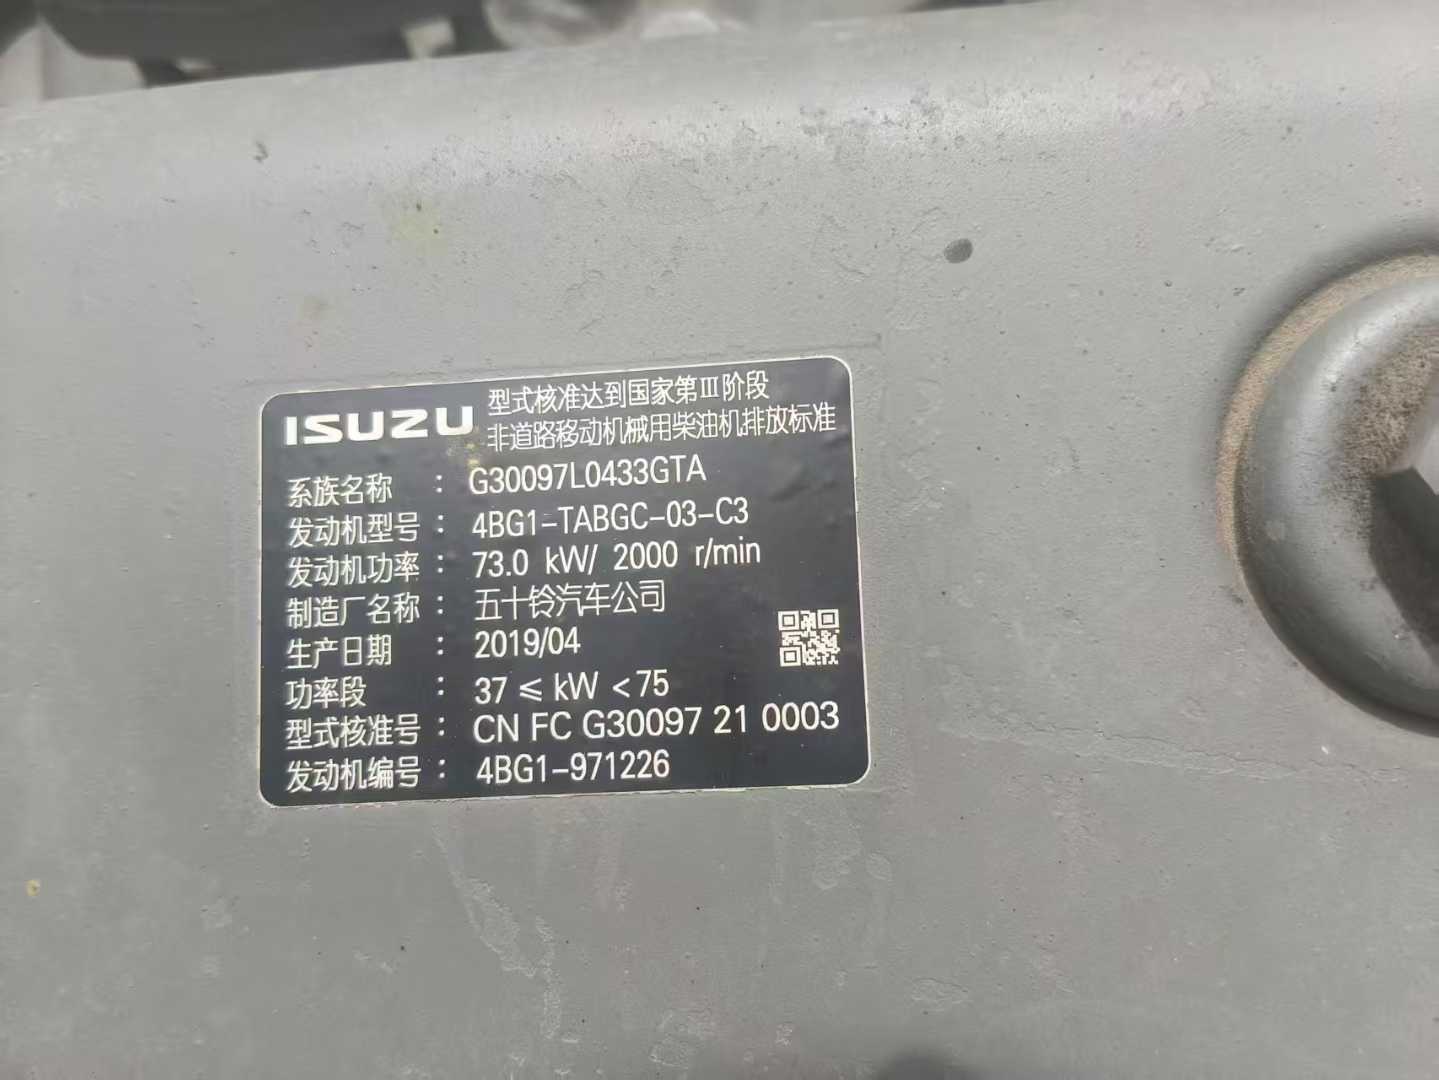 ISUZU 型式核准达到国家第Ⅲ阶段
非道路移动机械用柴油机排放标准
系族名称 : G30097L0433GTA
发动机型号 : 4BG1-TABGC-03-C3
发动机功率 : 73.0 kW/ 2000 r/min
制造厂名称 : 五十铃汽车公司
生产日期 : 2019/04
功率段 : 37 ≤ kW < 75
型式核准号 : CN FC G30097 21 0003
发动机编号 : 4BG1-971226